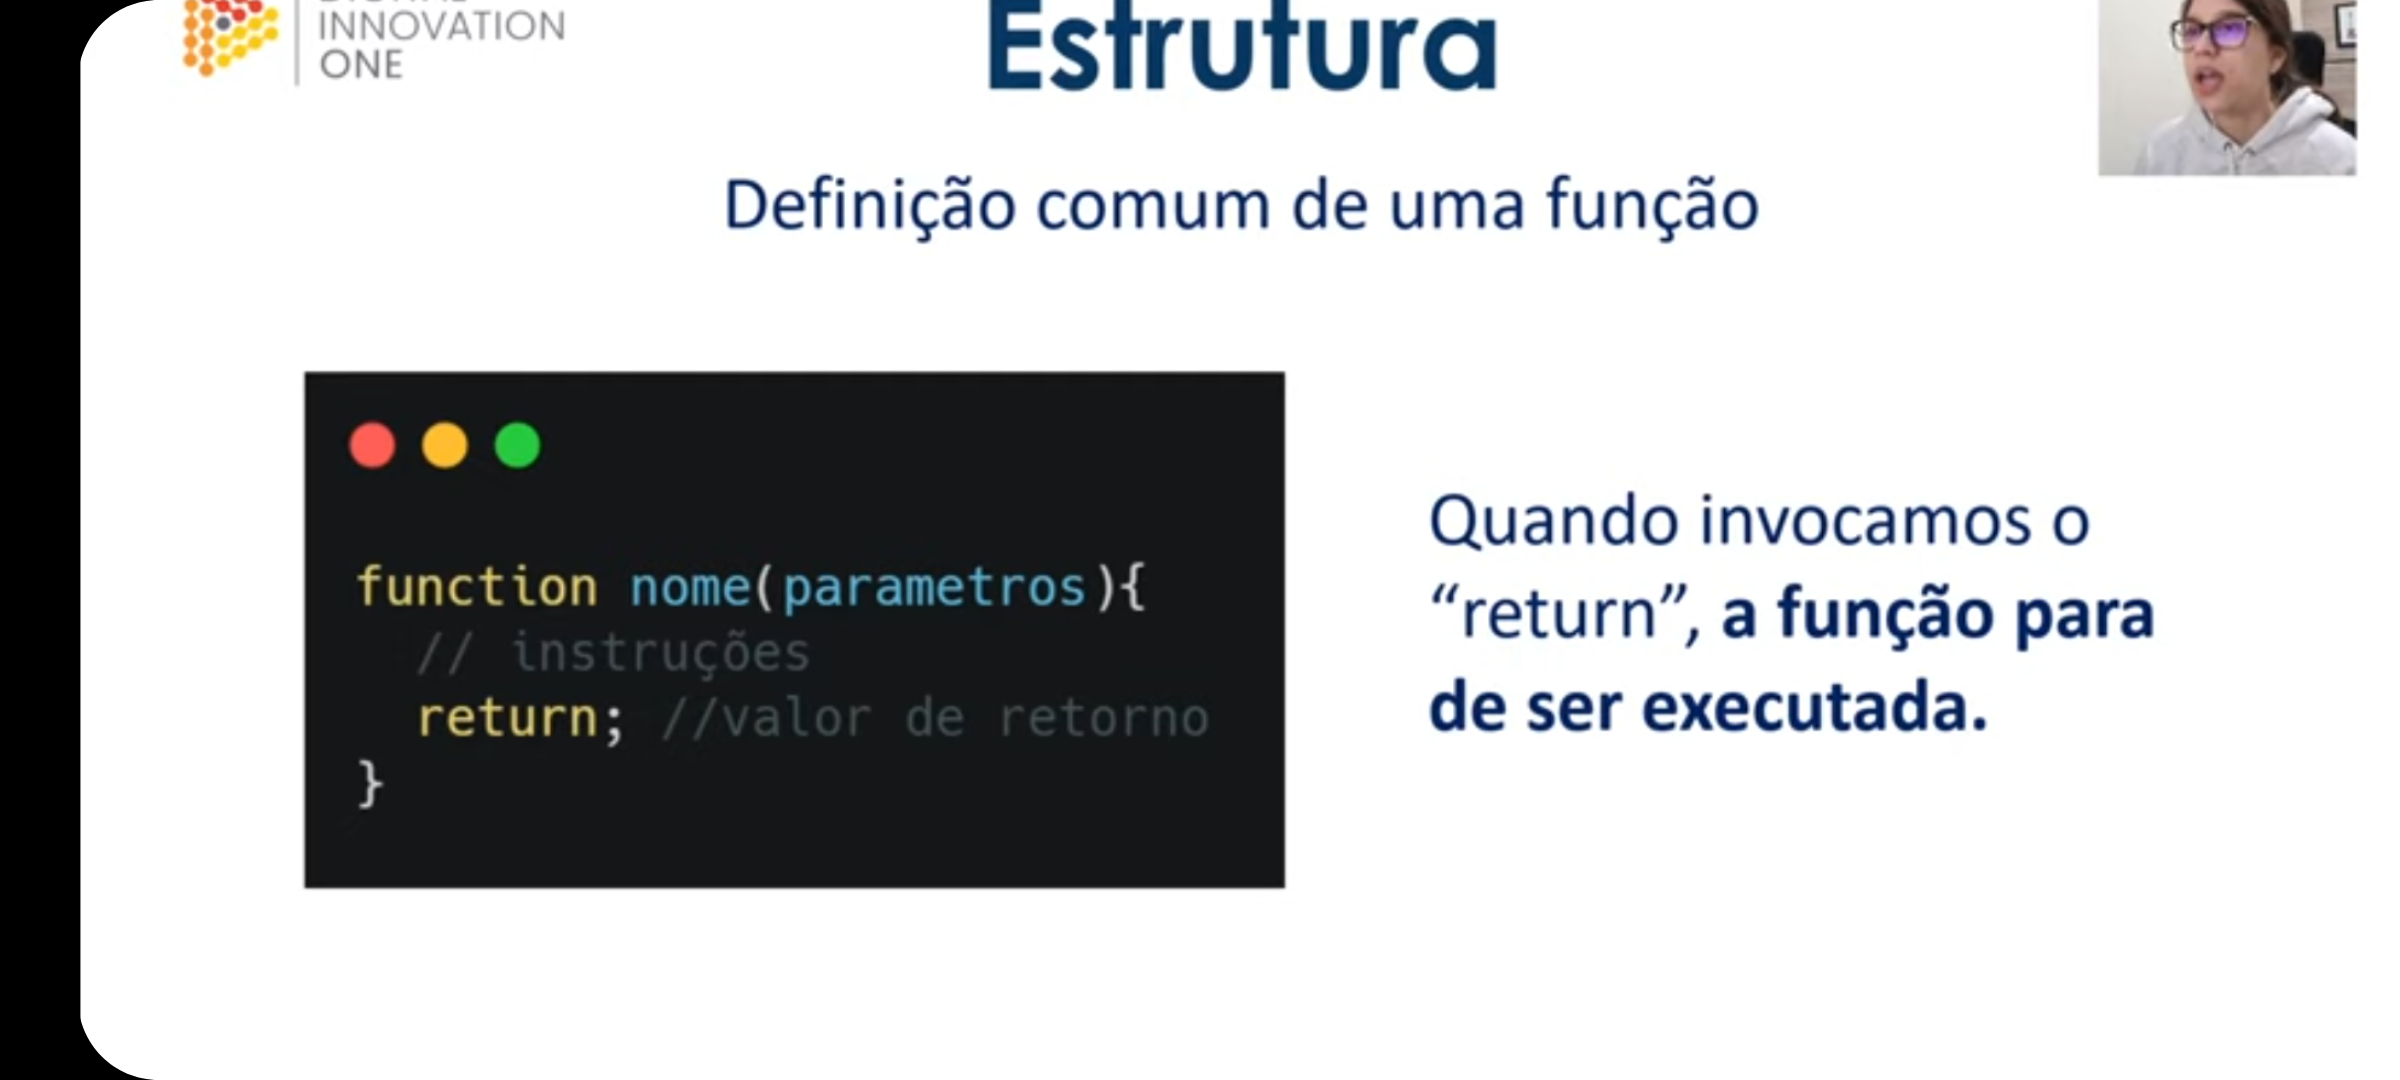 INNOVATION
ONE
Estrutura
Definição comum de uma função
function nome(parametros){
// instruções
return; //valor de retorno
}
Quando invocamos o
“return”, a função para
de ser executada.